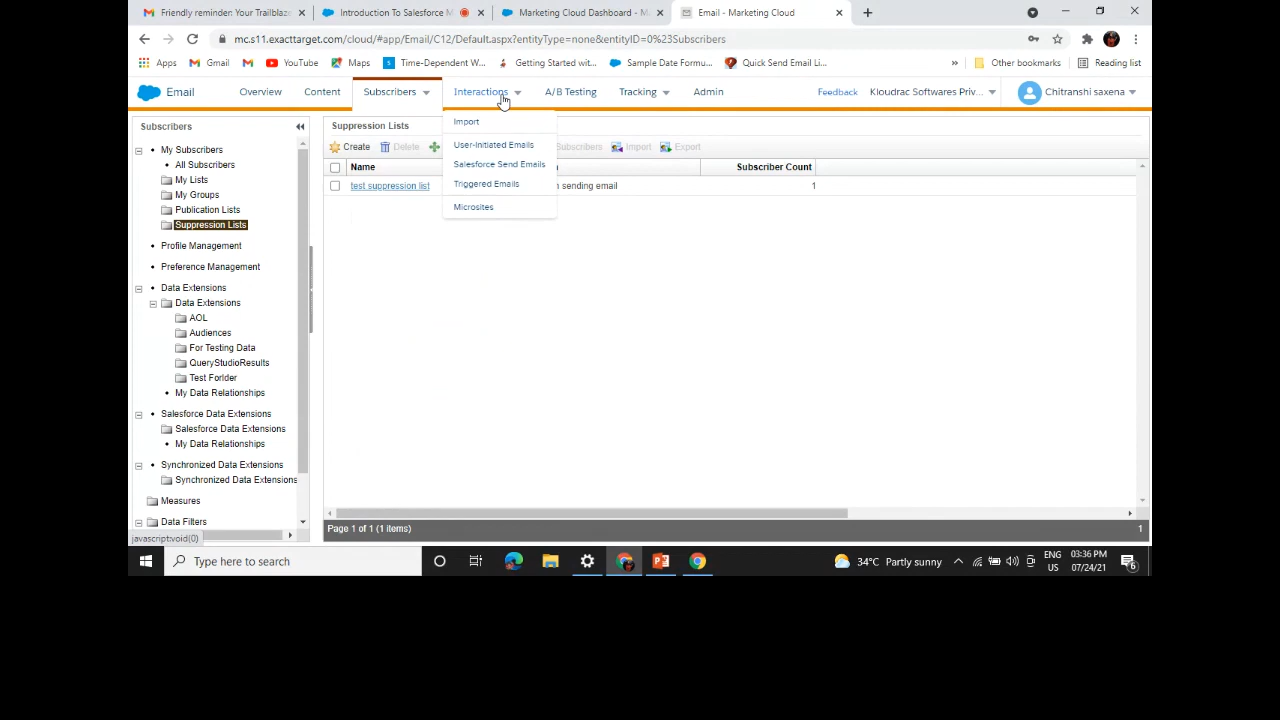 Friendly reminder: Your Trailblaze
Introduction To Salesforce M
Marketing Cloud Dashboard - M
Email - Marketing Cloud
mc.s11.exacttarget.com/cloud/#app/Email/C12/Default.aspx?entityType=none&entityID=0%23Subscribers
Apps
Gmail
YouTube
Maps
Time-Dependent W...
Getting Started wit...
Sample Date Formu...
Quick Send Email Li...
»
Other bookmarks
Reading list
Email
Overview
Content
Subscribers
Interactions
A/B Testing
Tracking
Admin
Feedback
Kloudrac Softwares Priv...
Chitranshi saxena
Subscribers
My Subscribers
All Subscribers
My Lists
My Groups
Publication Lists
Suppression Lists
Profile Management
Preference Management
Data Extensions
Data Extensions
AOL
Audiences
For Testing Data
QueryStudioResults
Test Forlder
My Data Relationships
Salesforce Data Extensions
Salesforce Data Extensions
My Data Relationships
Synchronized Data Extensions
Synchronized Data Extensions
Measures
Data Filters
javascript:void(0)
Suppression Lists
Create
Delete
Subscribers
Import
Export
Name
Subscriber Count
test suppression list
sending email
1
Import
User-Initiated Emails
Salesforce Send Emails
Triggered Emails
Microsites
Page 1 of 1 (1 items)
1
Type here to search
34°C Partly sunny
ENG
US
03:36 PM
07/24/21
6